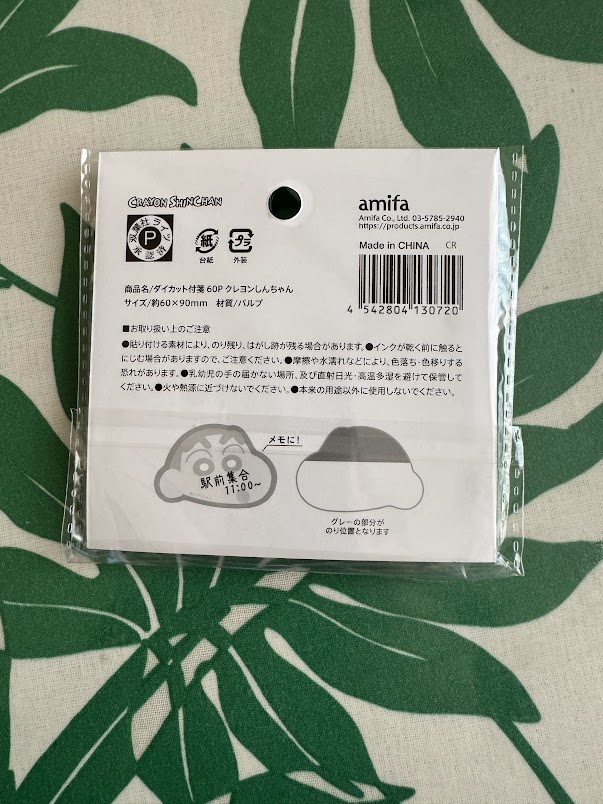 CRAYON SHINCHAN
双葉社ライツ
P
承認済
紙
台紙
プラ
外装
amifa
Amifa Co., Ltd. 03-5785-2940
https://products.amifa.co.jp
Made in CHINA CR
4 542804 130720
商品名/ダイカット付箋 60P クレヨンしんちゃん
サイズ/約60×90mm 材質/パルプ
■お取り扱い上のご注意
●貼り付ける素材により、のり残り、はがし跡が残る場合があります。●インクが乾く前に触ると
にじむ場合がありますので、ご注意ください。●摩擦や水濡れなどにより、色落ち・色移りする
恐れがあります。●乳幼児の手の届かない場所、及び直射日光・高温多湿を避けて保管して
ください。●火や熱源に近づけないでください。●本来の用途以外に使用しないでください。
メモに!
駅前集合
11:00~
グレーの部分が
のり位置となります